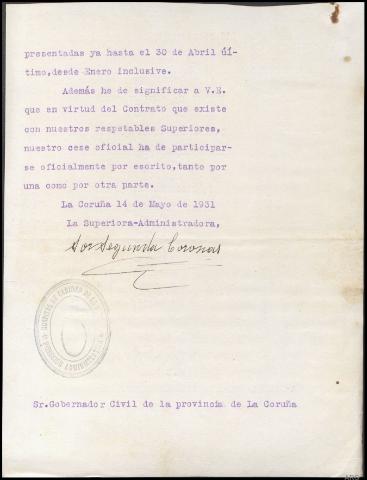 presentadas ya hasta el 30 de Abril úl-
timo,desde Enero inclusive.
Además he de significar a V.E.
que en virtud del Contrato que existe
con nuestros respetables Superiores,
nuestro cese oficial ha de participar-
se oficialmente por escrito,tanto por
una como por otra parte.
La Coruña 14 de Mayo de 1931
La Superiora-Administradora,
Sor Segunda Coronas
Sr.Gobernador Civil de la provincia de La Coruña